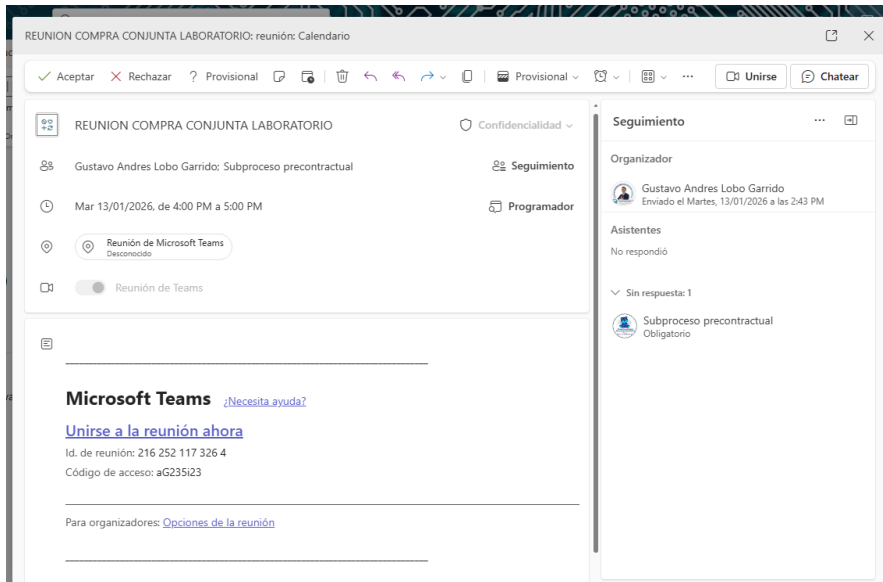 REUNION COMPRA CONJUNTA LABORATORIO: reunión: Calendario
Aceptar Rechazar ? Provisional Provisional Unirse Chatear
REUNION COMPRA CONJUNTA LABORATORIO Confidencialidad
Gustavo Andres Lobo Garrido; Subproceso precontractual Seguimiento
Mar 13/01/2026, de 4:00 PM a 5:00 PM Programador
Reunión de Microsoft Teams
Desconocido
Reunión de Teams
Microsoft Teams ¿Necesita ayuda?
Unirse a la reunión ahora
Id. de reunión: 216 252 117 326 4
Código de acceso: aG235i23
Para organizadores: Opciones de la reunión
Seguimiento
Organizador
Gustavo Andres Lobo Garrido
Enviado el Martes, 13/01/2026 a las 2:43 PM
Asistentes
No respondió
Sin respuesta: 1
Subproceso precontractual
Obligatorio